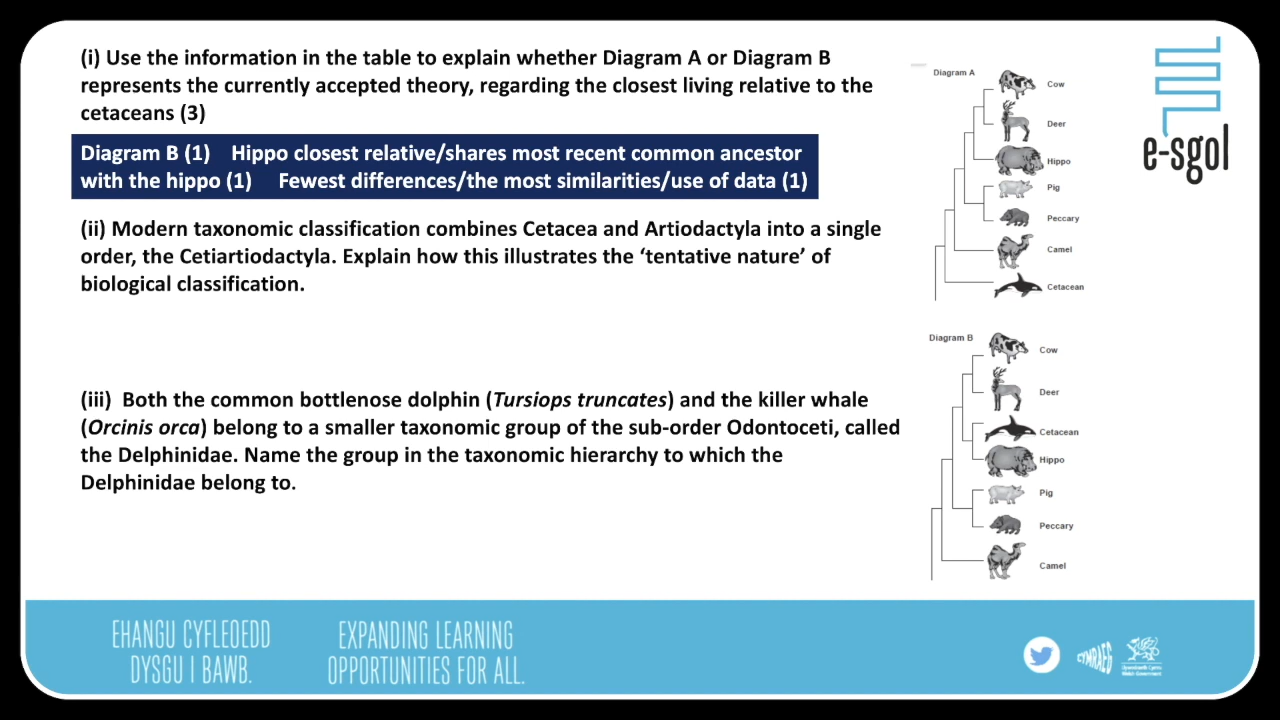 (i) Use the information in the table to explain whether Diagram A or Diagram B
represents the currently accepted theory, regarding the closest living relative to the
cetaceans (3)
Diagram B (1) Hippo closest relative/shares most recent common ancestor
with the hippo (1) Fewest differences/the most similarities/use of data (1)
(ii) Modern taxonomic classification combines Cetacea and Artiodactyla into a single
order, the Cetiartiodactyla. Explain how this illustrates the ‘tentative nature’ of
biological classification.
(iii) Both the common bottlenose dolphin (Tursiops truncates) and the killer whale
(Orcinis orca) belong to a smaller taxonomic group of the sub-order Odontoceti, called
the Delphinidae. Name the group in the taxonomic hierarchy to which the
Delphinidae belong to.
Diagram A
Cow
Deer
Hippo
Pig
Peccary
Camel
Cetacean
Diagram B
Cow
Deer
Cetacean
Hippo
Pig
Peccary
Camel
e-sgol
EHANGU CYFLEOEDD
DYSGU I BAWB.
EXPANDING LEARNING
OPPORTUNITIES FOR ALL.
CYMRAEG
Llywodraeth Cymru
Welsh Government